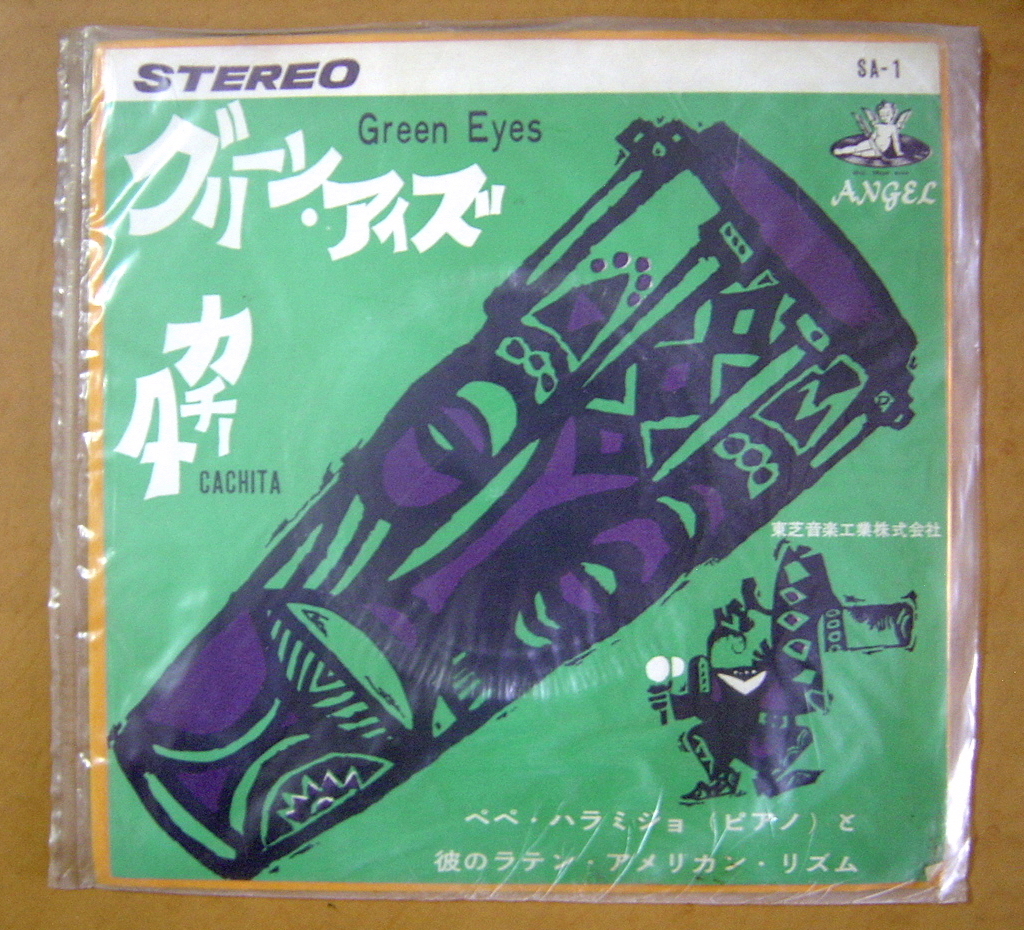 STEREO
SA-1
Green Eyes
グリーン・アイズ
ANGEL
カチータ
CACHITA
東芝音楽工業株式会社
ペペ・ハラミジョ（ピアノ）と
彼のラテン・アメリカン・リズム